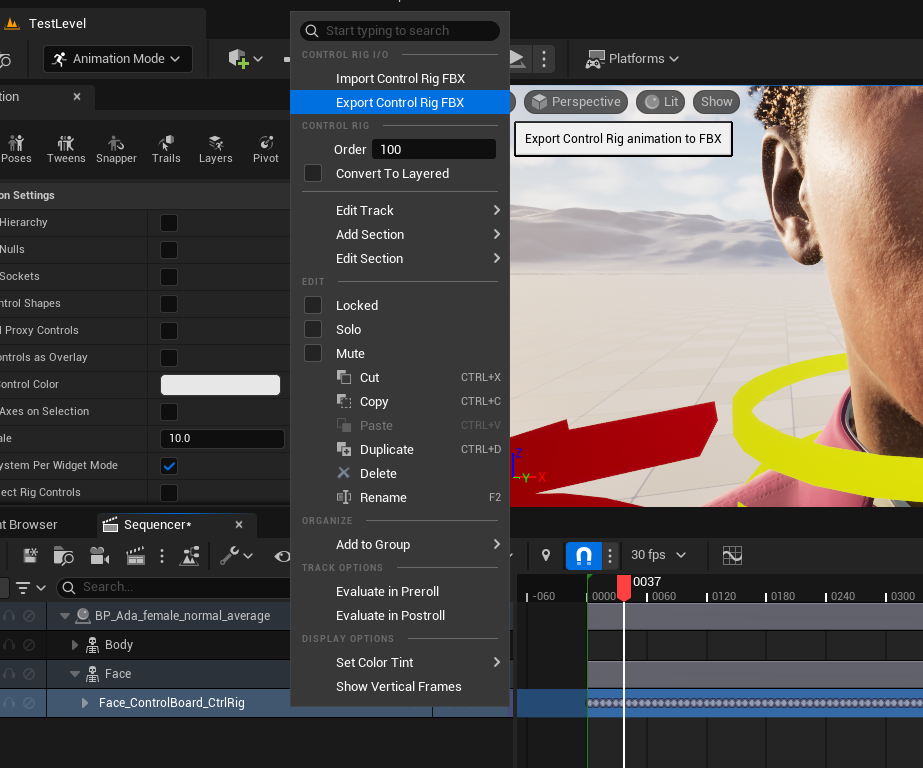 TestLevel
Start typing to search
CONTROL RIG I/O
Animation Mode
Platforms
Import Control Rig FBX
tion
Export Control Rig FBX
Perspective
Lit
Show
CONTROL RIG
Export Control Rig animation to FBX
Order
100
Poses
Tweens
Snapper
Trails
Layers
Pivot
Convert To Layered
on Settings
Edit Track
Hierarchy
Add Section
Nulls
Edit Section
Sockets
EDIT
ntrol Shapes
Locked
l Proxy Controls
Solo
ontrols as Overlay
Mute
Control Color
Cut
CTRL+X
Copy
CTRL+C
Axes on Selection
Paste
CTRL+V
ale
10.0
Duplicate
CTRL+D
ystem Per Widget Mode
Delete
ect Rig Controls
Rename
F2
Z
Y
X
ORGANIZE
nt Browser
Sequencer*
Add to Group
30 fps
TRACK OPTIONS
Search...
Evaluate in Preroll
0037
-060
0000
0060
0120
0180
0240
0300
BP_Ada_female_normal_average
Evaluate in Postroll
DISPLAY OPTIONS
Body
Set Color Tint
Face
Show Vertical Frames
Face_ControlBoard_CtrlRig